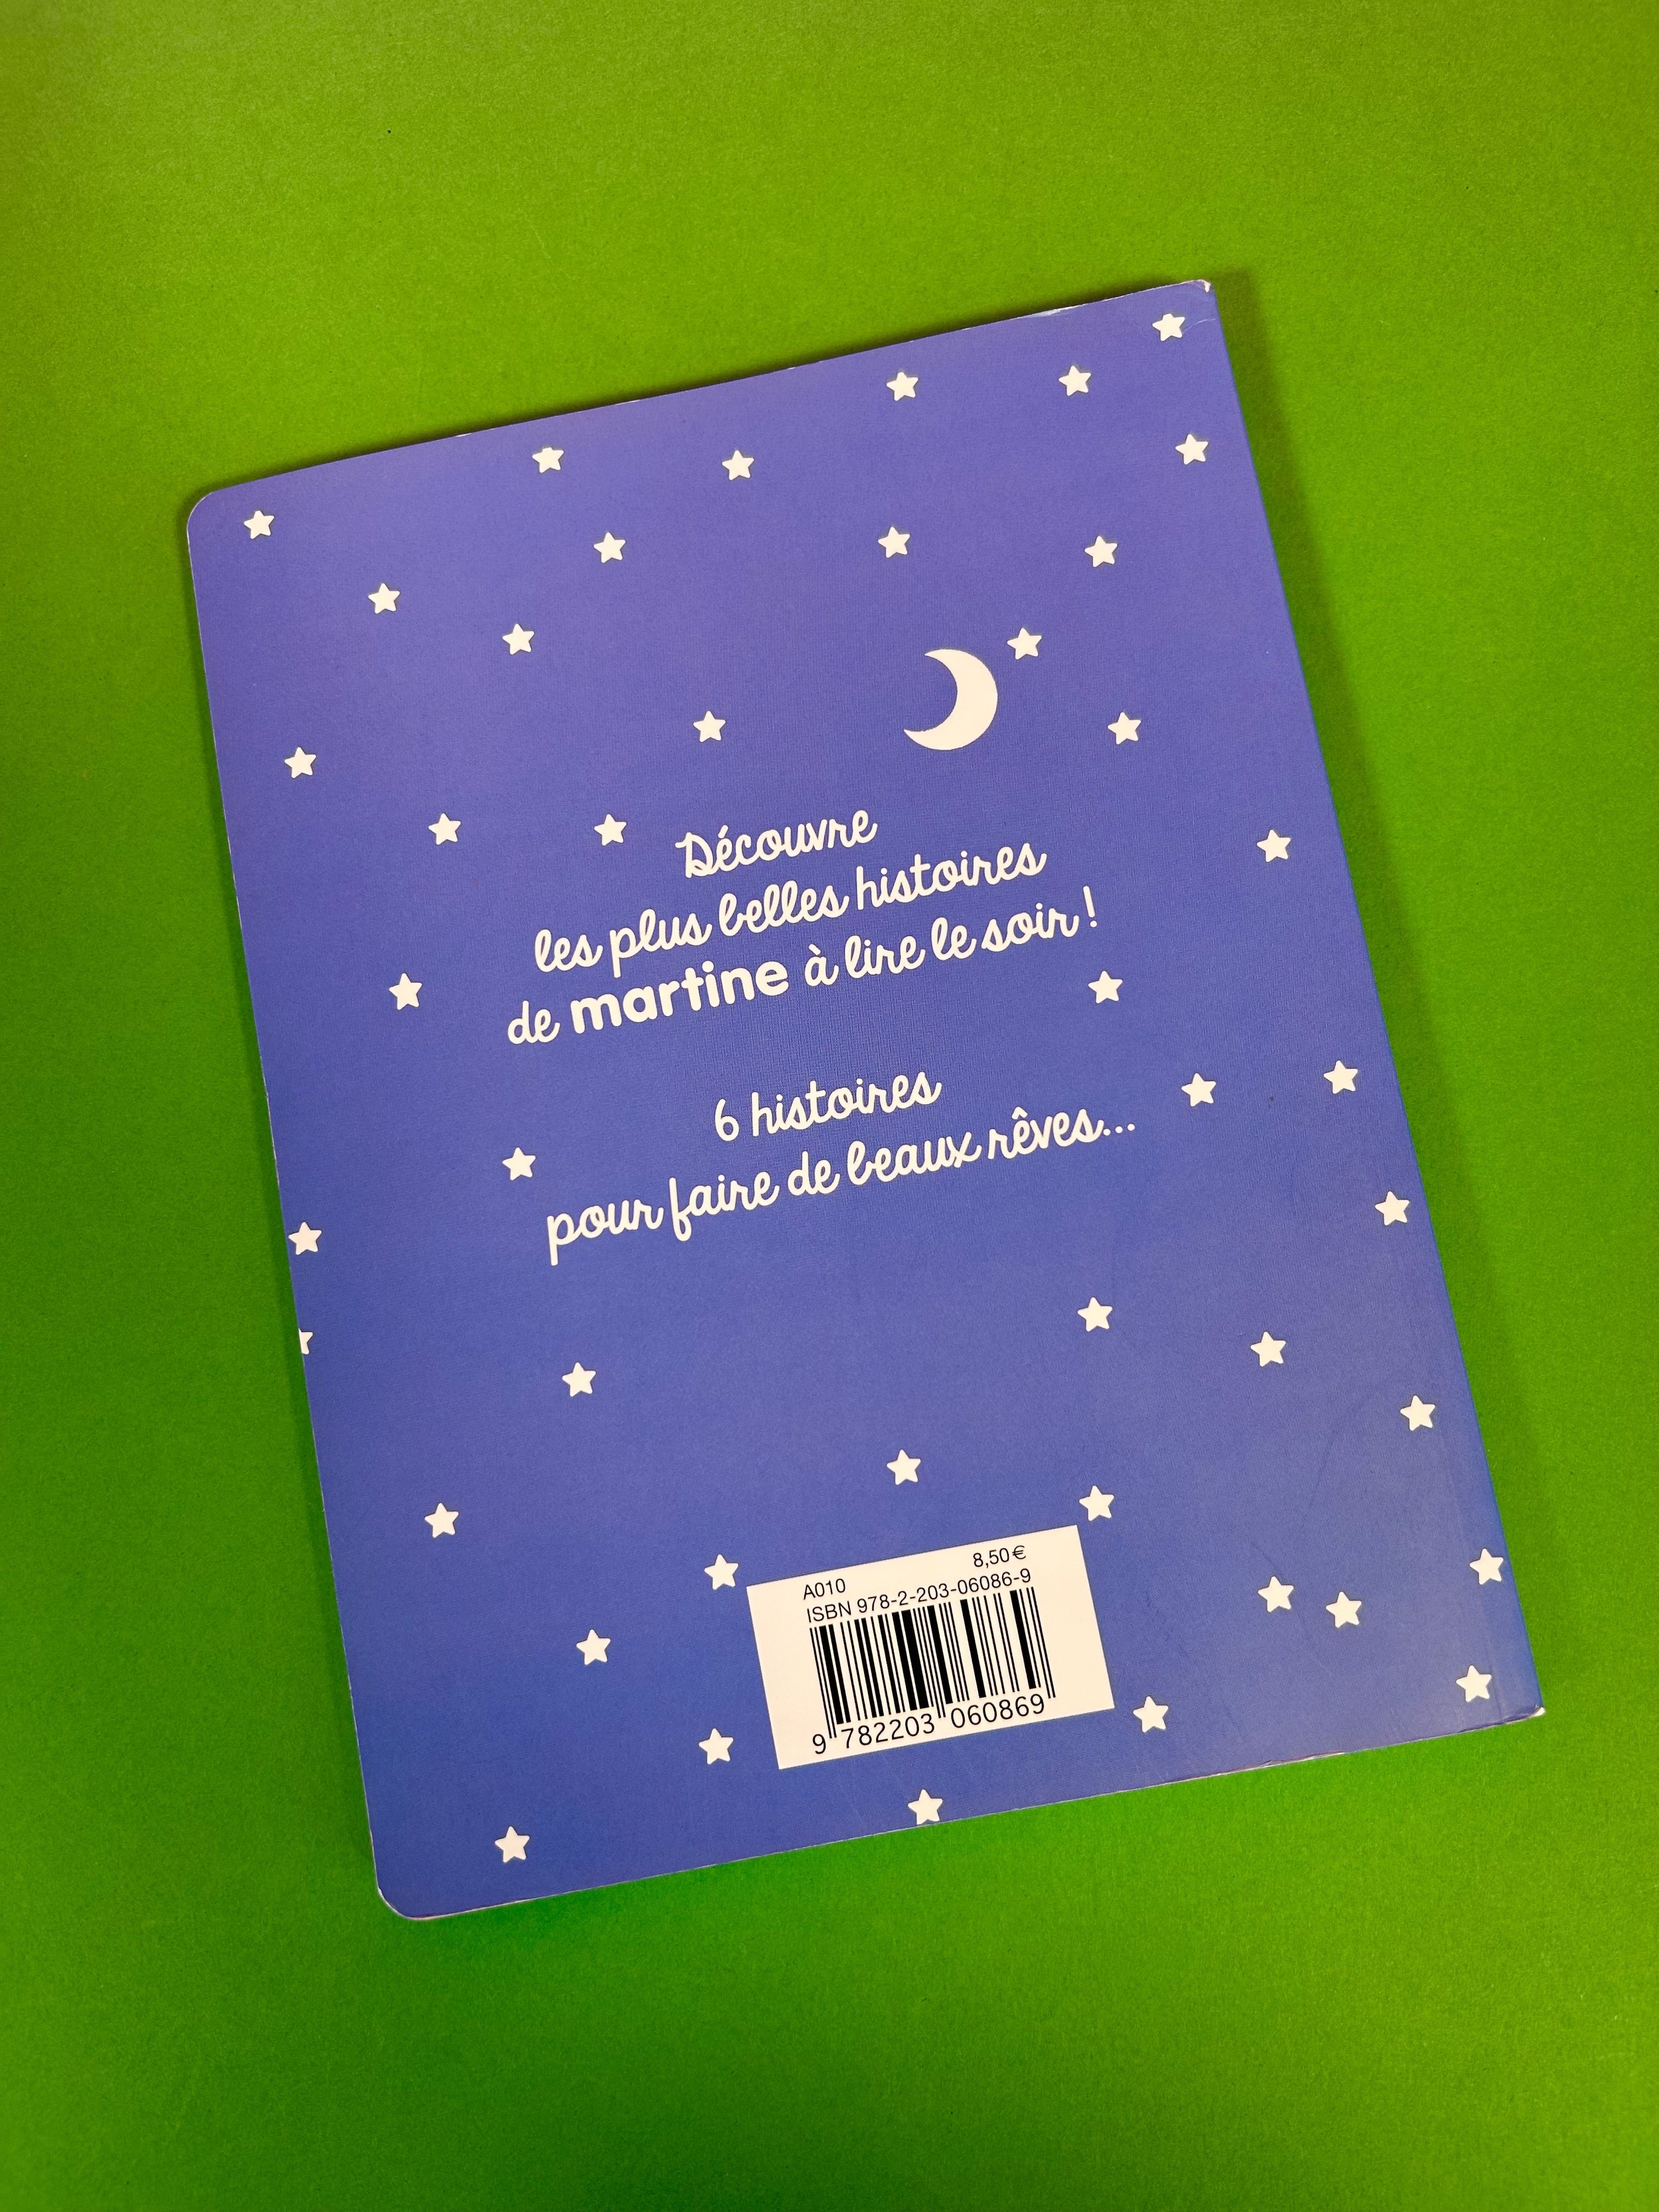 Découvre
les plus belles histoires
de martine à lire le soir !
6 histoires
pour faire de beaux rêves...
A010 8,50€
ISBN 978-2-203-06086-9
9 782203 060869